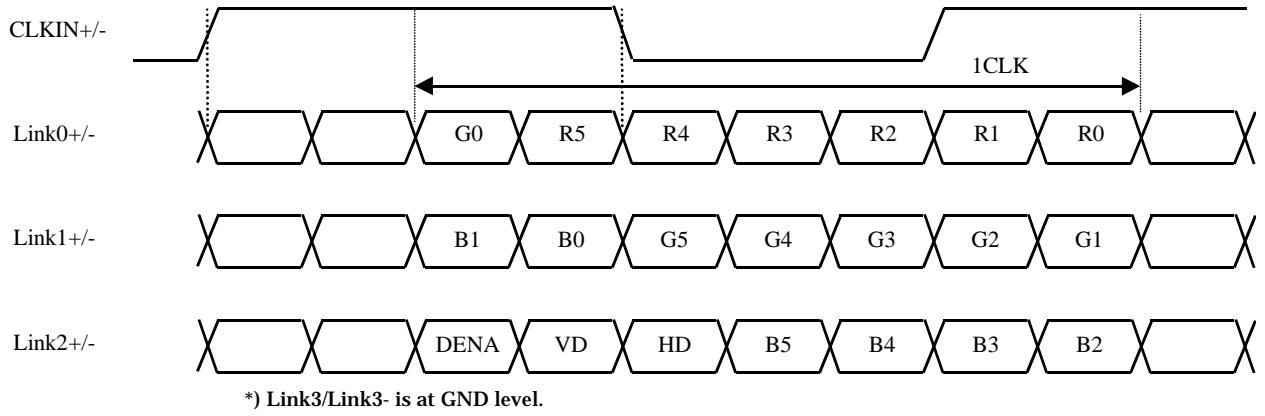 CLKIN+/-
1CLK
Link0+/- G0 R5 R4 R3 R2 R1 R0
Link1+/- B1 B0 G5 G4 G3 G2 G1
Link2+/- DENA VD HD B5 B4 B3 B2
*) Link3/Link3- is at GND level.